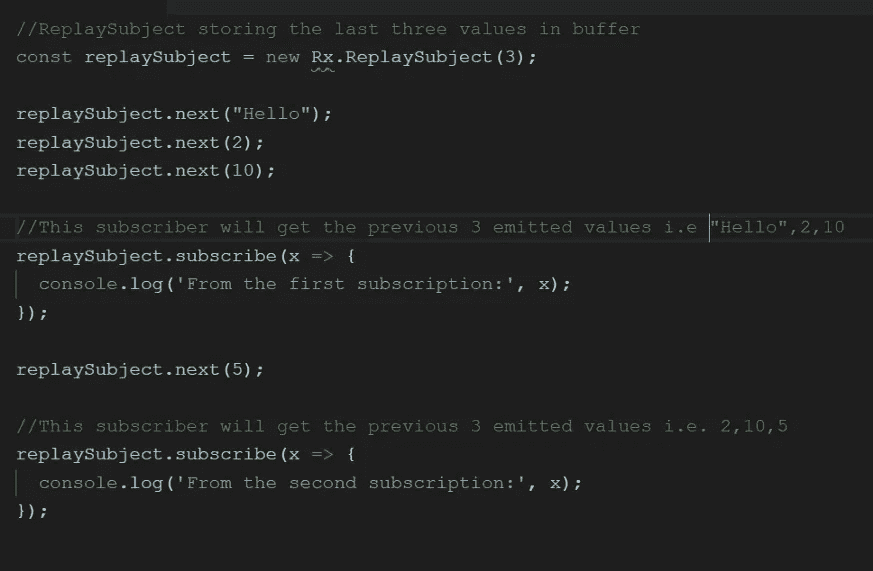 //ReplaySubject storing the last three values in buffer
const replaySubject = new Rx.ReplaySubject(3);
replaySubject.next("Hello");
replaySubject.next(2);
replaySubject.next(10);
//This subscriber will get the previous 3 emitted values i.e "Hello",2,10
replaySubject.subscribe(x => {
console.log('From the first subscription:', x);
});
replaySubject.next(5);
//This subscriber will get the previous 3 emitted values i.e. 2,10,5
replaySubject.subscribe(x => {
console.log('From the second subscription:', x);
});